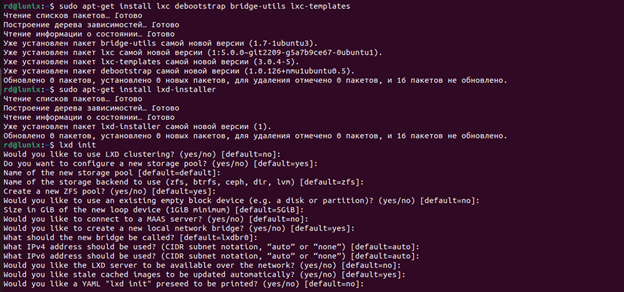 rd@lunix:~$ sudo apt-get install lxc debootstrap bridge-utils lxc-templates
Чтение списков пакетов… Готово
Построение дерева зависимостей… Готово
Чтение информации о состоянии… Готово
Уже установлен пакет bridge-utils самой новой версии (1.7-1ubuntu3).
Уже установлен пакет lxc самой новой версии (1:5.0.0~git2209-g5a7b9ce67-0ubuntu1).
Уже установлен пакет lxc-templates самой новой версии (3.0.4-5).
Уже установлен пакет debootstrap самой новой версии (1.0.126+nmu1ubuntu0.5).
Обновлено 0 пакетов, установлено 0 новых пакетов, для удаления отмечено 0 пакетов, и 16 пакетов не обновлено.
rd@lunix:~$ sudo apt-get install lxd-installer
Чтение списков пакетов… Готово
Построение дерева зависимостей… Готово
Чтение информации о состоянии… Готово
Уже установлен пакет lxd-installer самой новой версии (1).
Обновлено 0 пакетов, установлено 0 новых пакетов, для удаления отмечено 0 пакетов, и 16 пакетов не обновлено.
rd@lunix:~$ lxd init
Would you like to use LXD clustering? (yes/no) [default=no]:
Do you want to configure a new storage pool? (yes/no) [default=yes]:
Name of the new storage pool [default=default]:
Name of the storage backend to use (zfs, btrfs, ceph, dir, lvm) [default=zfs]:
Create a new ZFS pool? (yes/no) [default=yes]:
Would you like to use an existing empty block device (e.g. a disk or partition)? (yes/no) [default=no]:
Size in GiB of the new loop device (1GiB minimum) [default=5GiB]:
Would you like to connect to a MAAS server? (yes/no) [default=no]:
Would you like to create a new local network bridge? (yes/no) [default=yes]:
What should the new bridge be called? [default=lxdbr0]:
What IPv4 address should be used? (CIDR subnet notation, “auto” or “none”) [default=auto]:
What IPv6 address should be used? (CIDR subnet notation, “auto” or “none”) [default=auto]:
Would you like the LXD server to be available over the network? (yes/no) [default=no]:
Would you like stale cached images to be updated automatically? (yes/no) [default=yes]:
Would you like a YAML "lxd init" preseed to be printed? (yes/no) [default=no]: